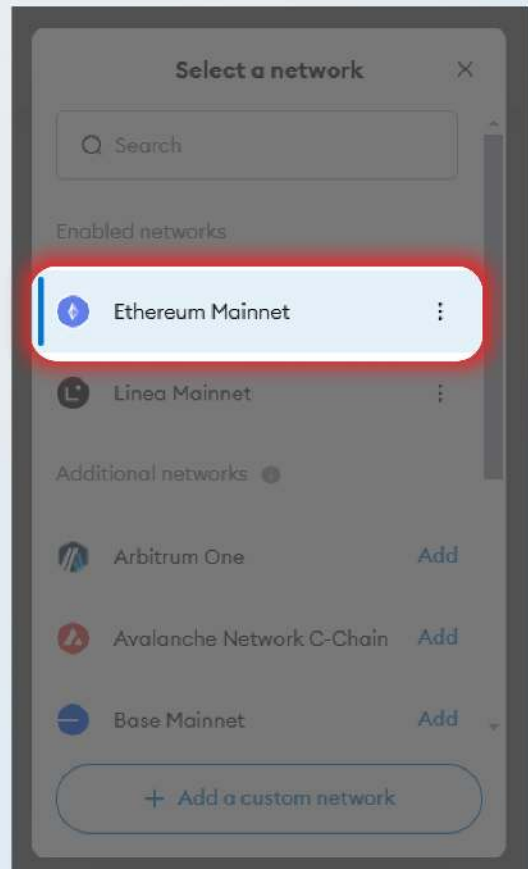 Select a network
Search
Enabled networks
Ethereum Mainnet
Linea Mainnet
Additional networks
Arbitrum One Add
Avalanche Network C-Chain Add
Base Mainnet Add
+ Add a custom network